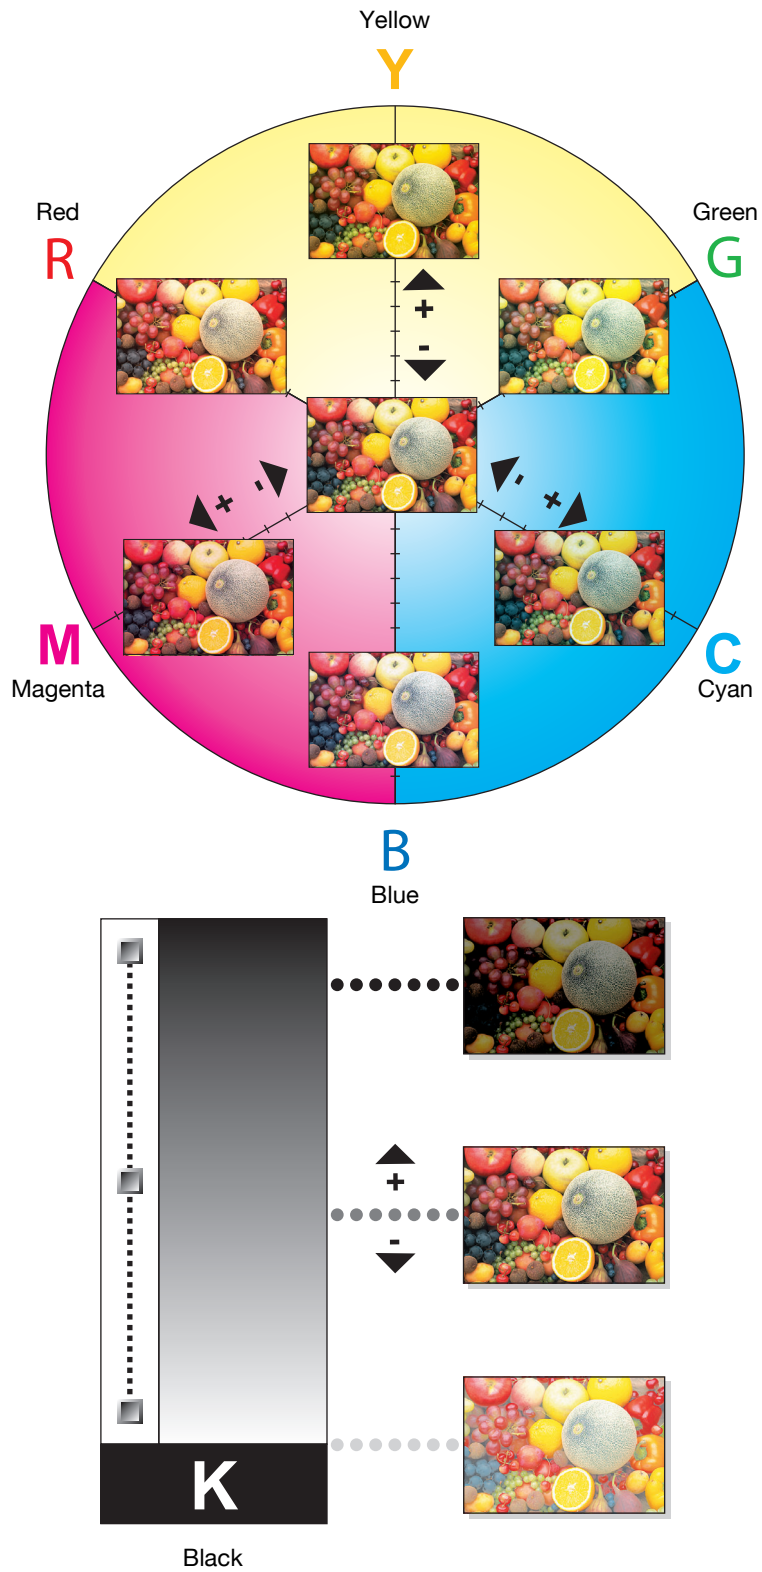 Yellow
Y
Red
R
Green
G
+
-
- +
+ -
M
Magenta
C
Cyan
B
Blue
+
-
K
Black